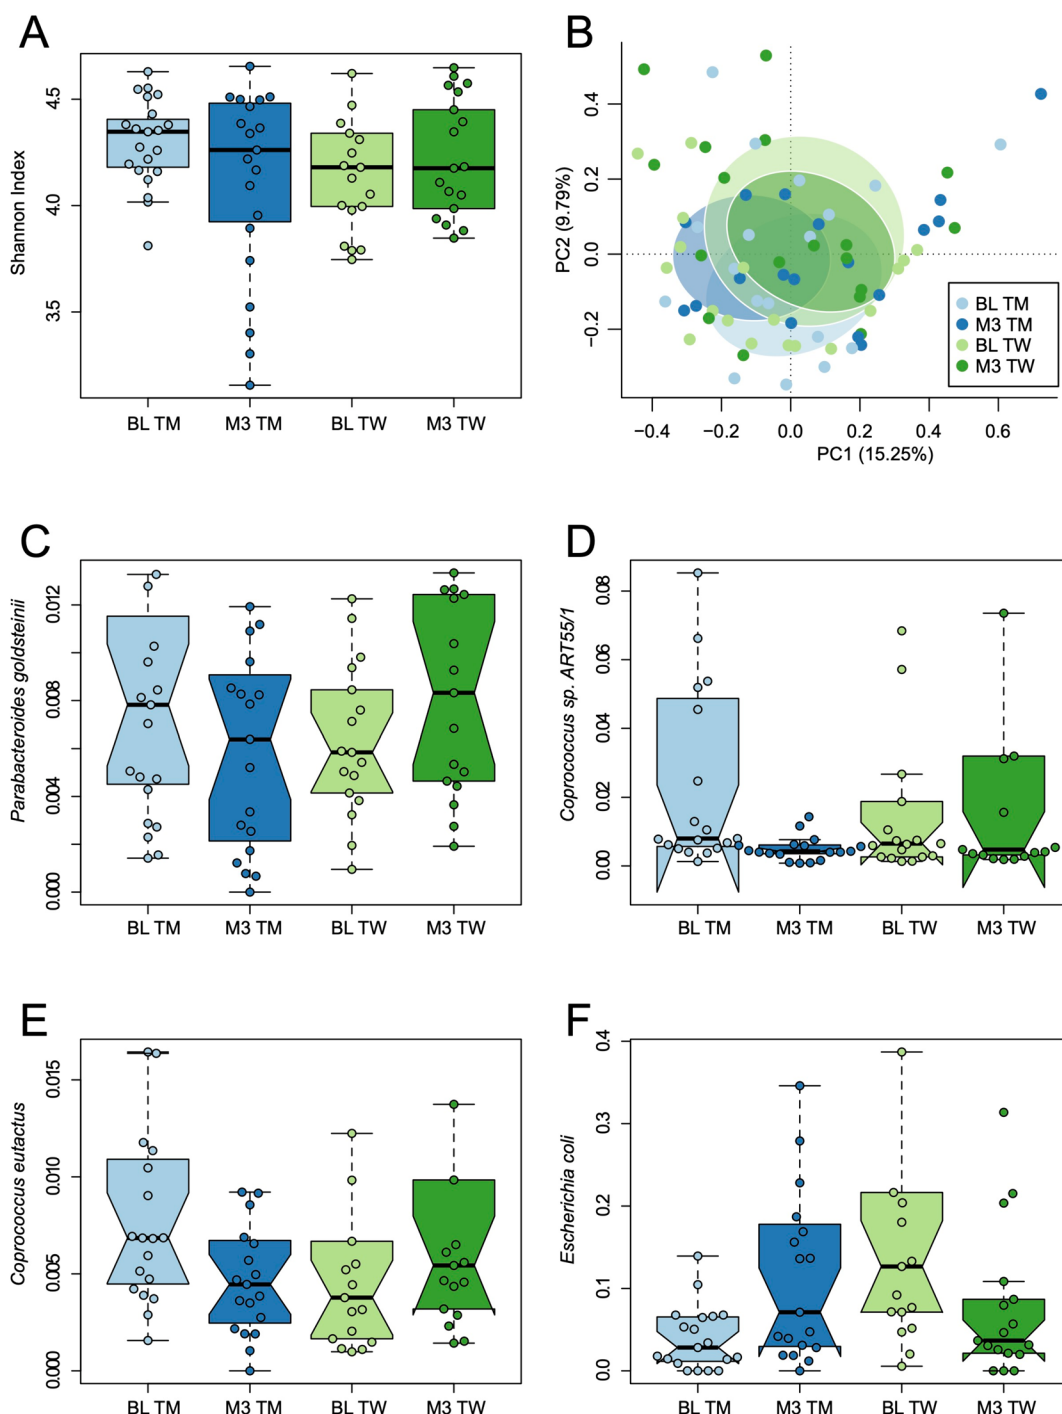 A
Shannon Index
4.5
4.0
3.5
BL TM
M3 TM
BL TW
M3 TW
B
PC2 (9.79%)
0.4
0.2
0.0
−0.2
−0.4
−0.2
0.0
0.2
0.4
0.6
PC1 (15.25%)
BL TM
M3 TM
BL TW
M3 TW
C
Parabacteroides goldsteinii
0.012
0.008
0.004
0.000
BL TM
M3 TM
BL TW
M3 TW
D
Coprococcus sp. ART55/1
0.08
0.06
0.04
0.02
0.00
BL TM
M3 TM
BL TW
M3 TW
E
Coprococcus eutactus
0.015
0.010
0.005
0.000
BL TM
M3 TM
BL TW
M3 TW
F
Escherichia coli
0.4
0.3
0.2
0.1
0.0
BL TM
M3 TM
BL TW
M3 TW